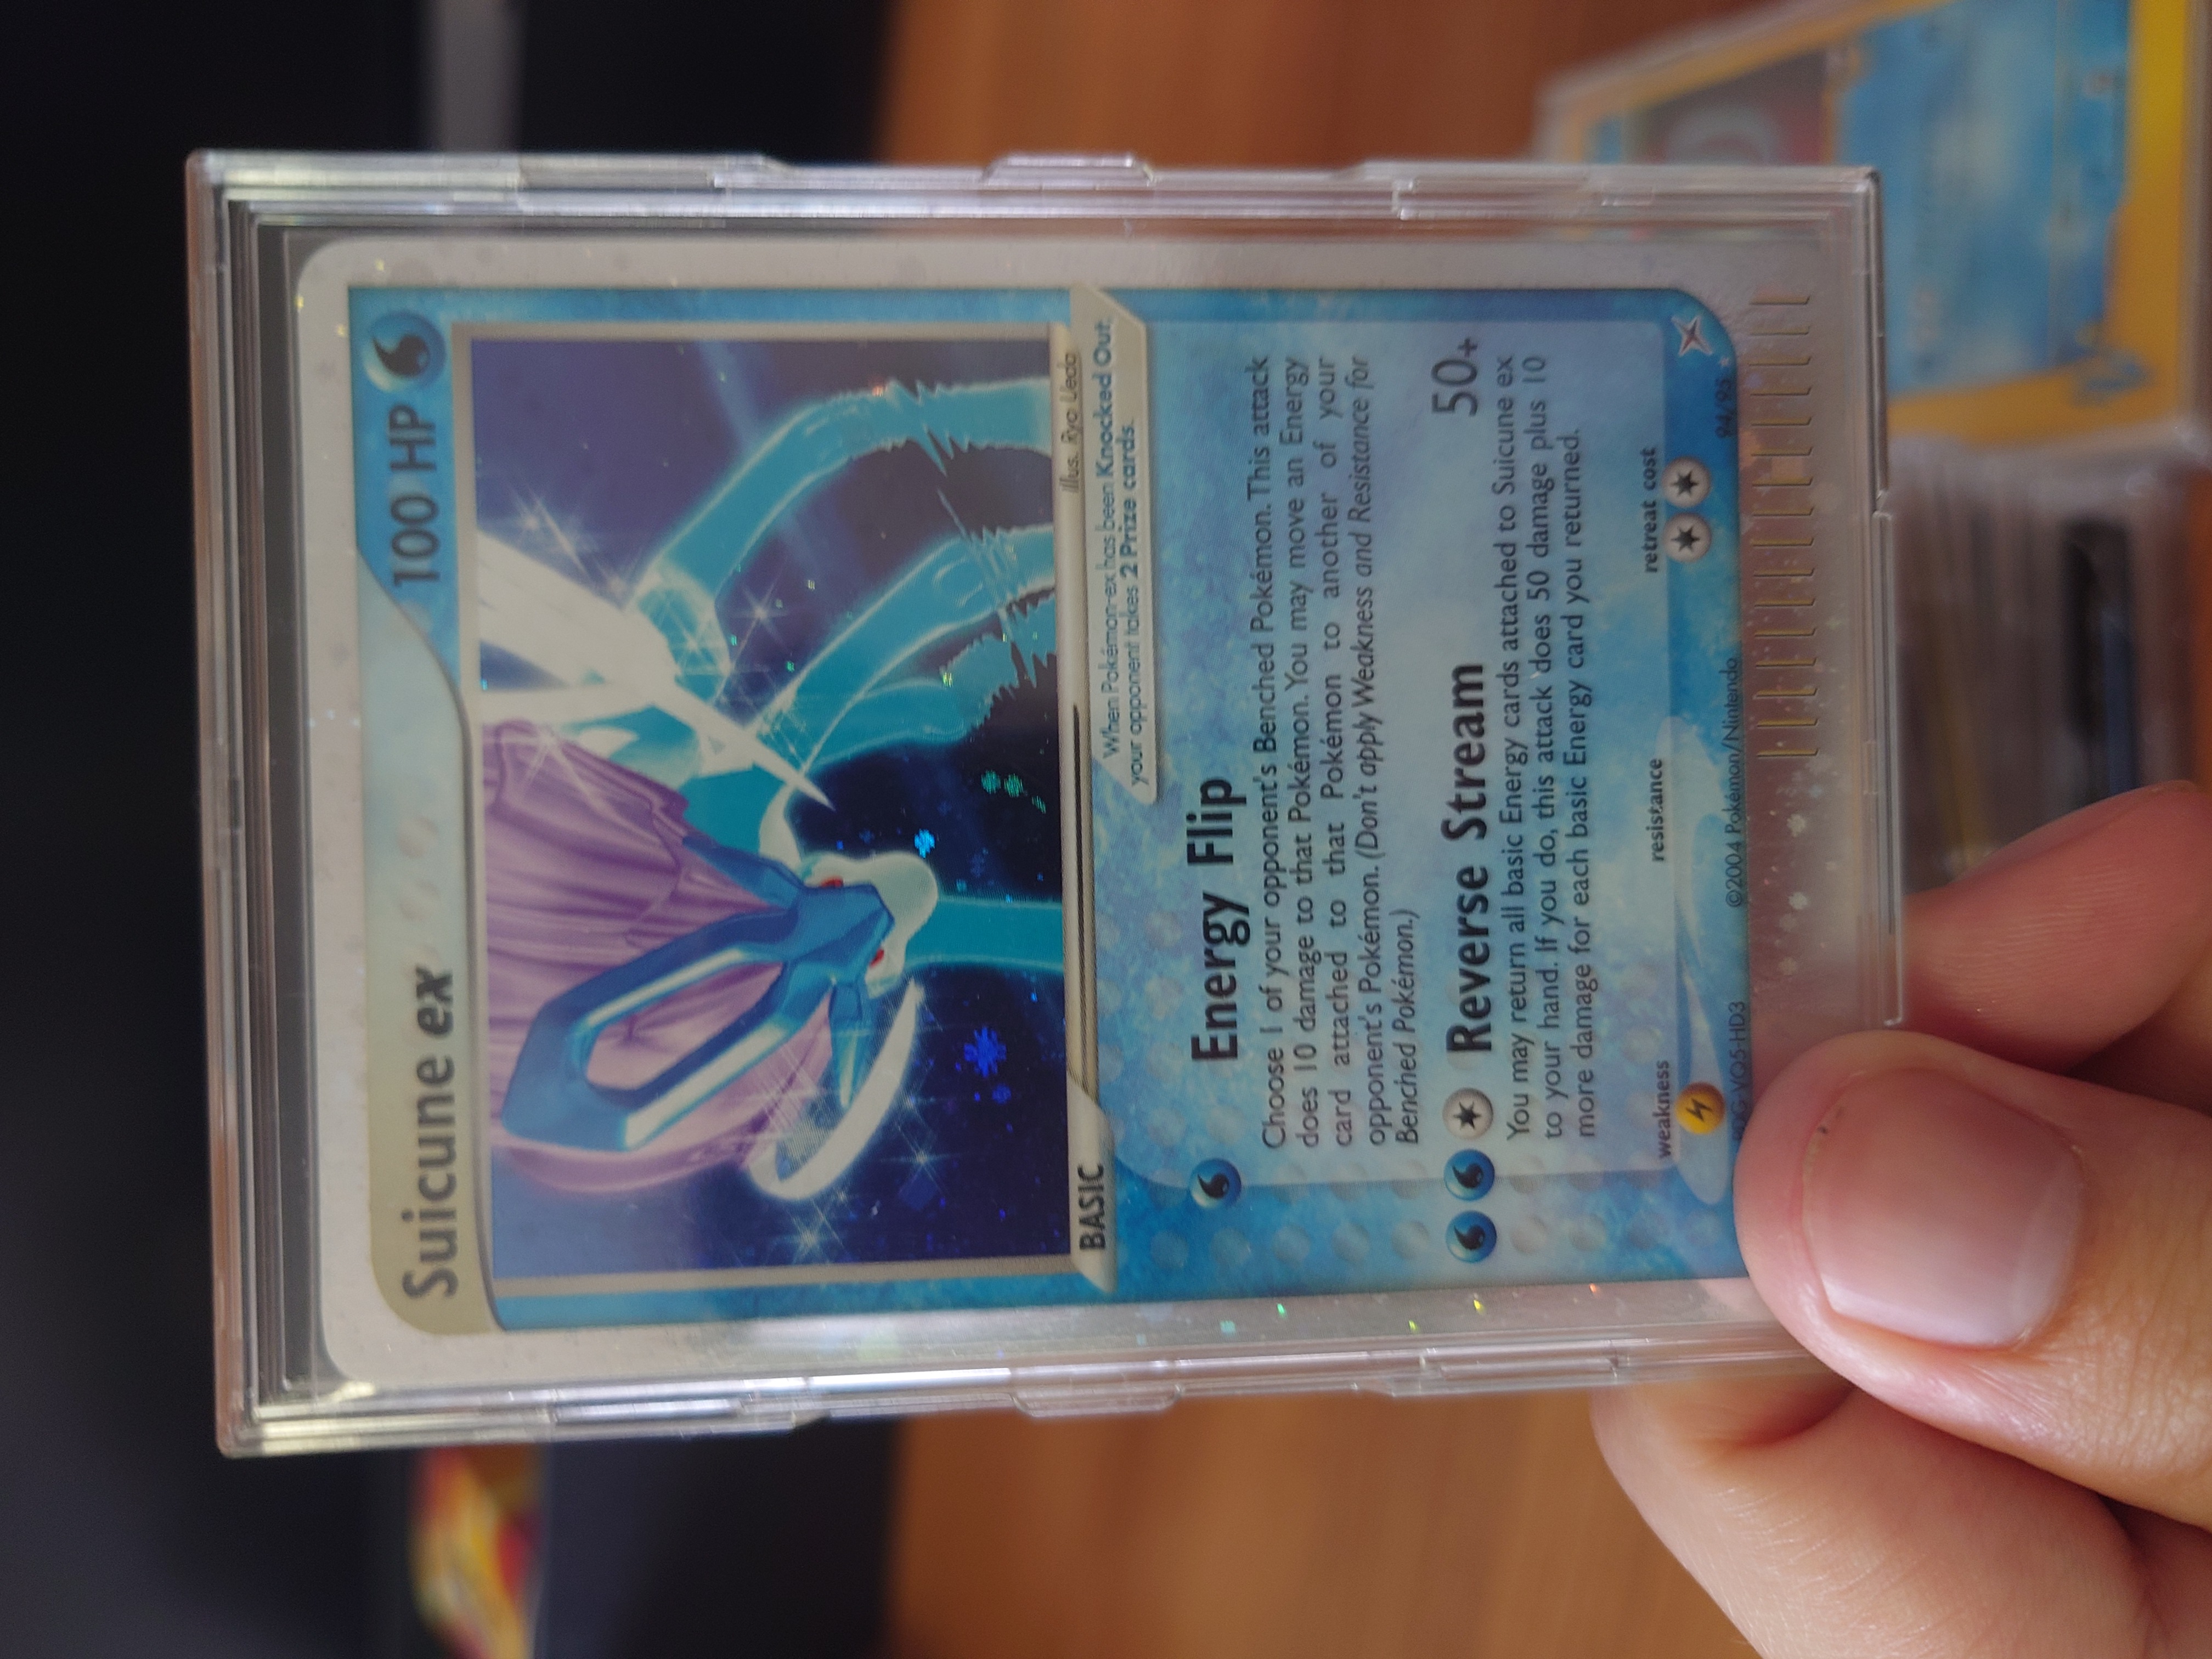 Suicune ex 100 HP
BASIC
Illus. Ryo Ueda
When Pokémon-ex has been Knocked Out,
your opponent takes 2 Prize cards.
Energy Flip
Choose 1 of your opponent's Benched Pokémon. This attack
does 10 damage to that Pokémon. You may move an Energy
card attached to that Pokémon to another of your
opponent's Pokémon. (Don't apply Weakness and Resistance for
Benched Pokémon.)
Reverse Stream 50+
You may return all basic Energy cards attached to Suicune ex
to your hand. If you do, this attack does 50 damage plus 10
more damage for each basic Energy card you returned.
weakness resistance retreat cost
©2004 Pokémon/Nintendo 94/95